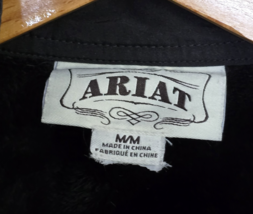 ARIAT
M/M
MADE IN CHINA
FABRIQUÉ EN CHINE